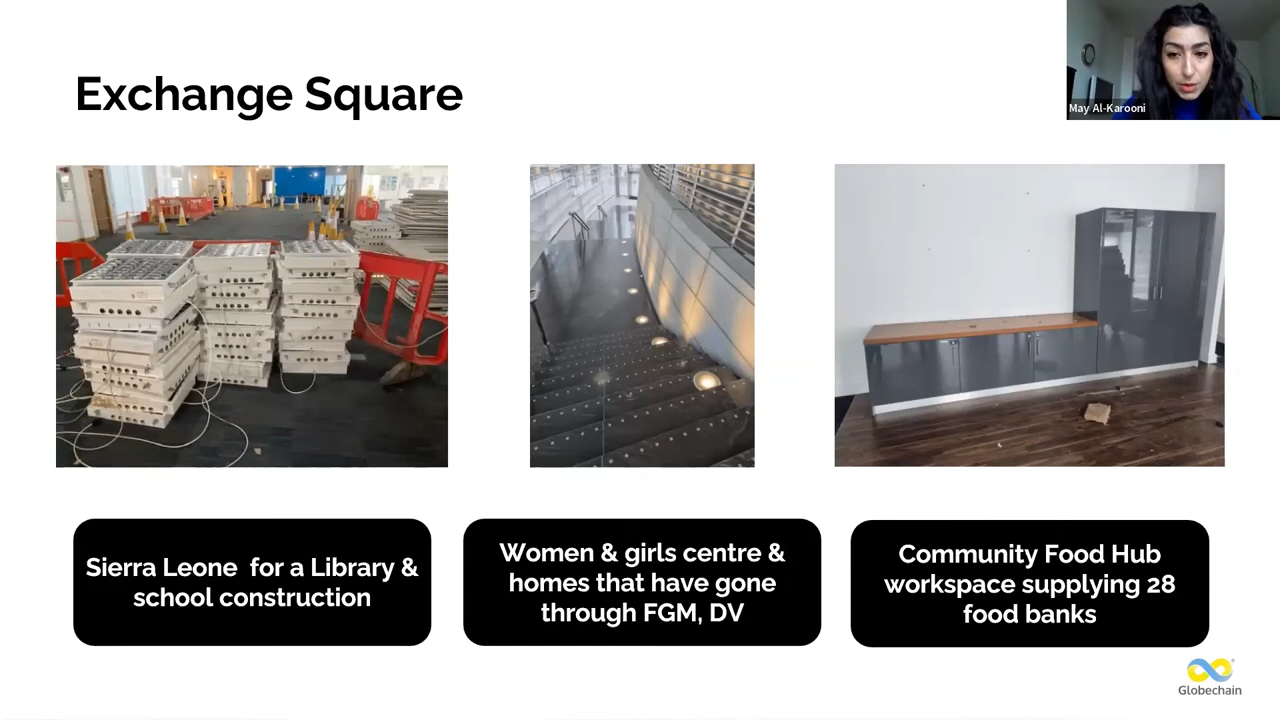 Exchange Square
May Al-Karooni
Sierra Leone for a Library &
school construction
Women & girls centre &
homes that have gone
through FGM, DV
Community Food Hub
workspace supplying 28
food banks
Globechain